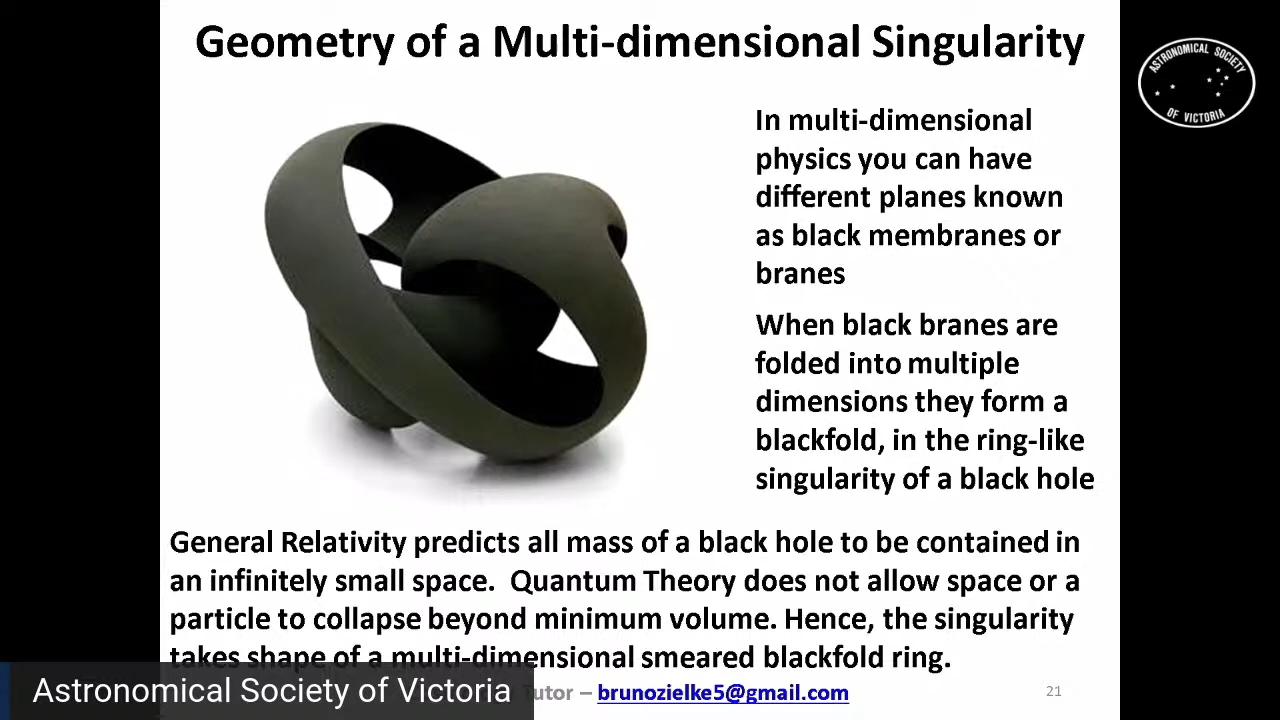 Geometry of a Multi-dimensional Singularity
ASTRONOMICAL SOCIETY
OF VICTORIA
In multi-dimensional
physics you can have
different planes known
as black membranes or
branes
When black branes are
folded into multiple
dimensions they form a
blackfold, in the ring-like
singularity of a black hole
General Relativity predicts all mass of a black hole to be contained in
an infinitely small space.  Quantum Theory does not allow space or a
particle to collapse beyond minimum volume. Hence, the singularity
takes shape of a multi-dimensional smeared blackfold ring.
Astronomical Society of Victoria
Tutor – brunozielke5@gmail.com
21